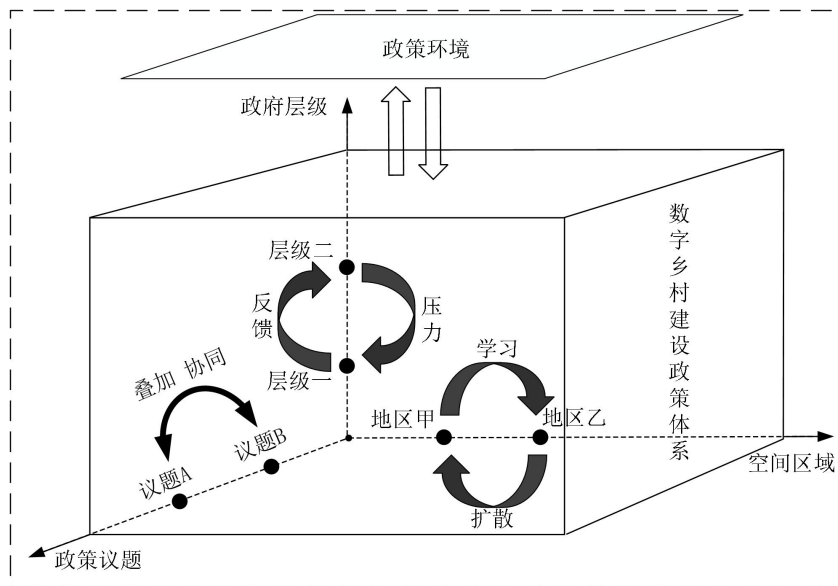 政策环境
政府层级
数字乡村建设政策体系
层级二
反馈
压力
层级一
叠加 协同
学习
地区甲
地区乙
议题B
议题A
空间区域
扩散
政策议题